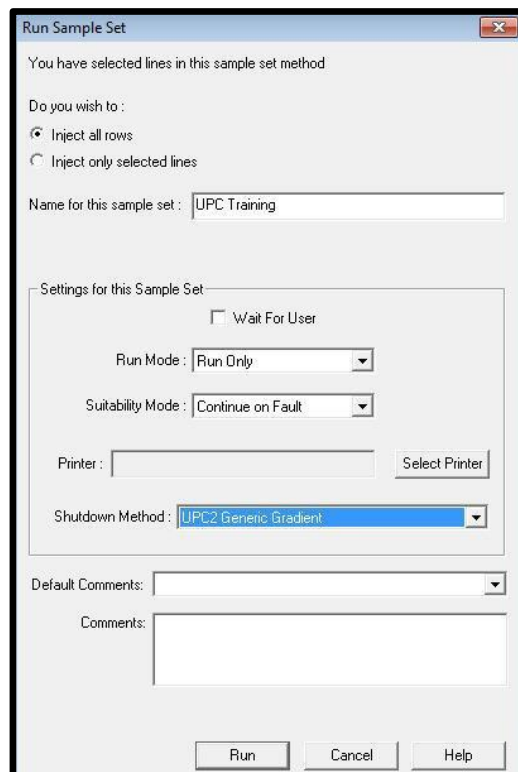 Run Sample Set
You have selected lines in this sample set method
Do you wish to :
Inject all rows
Inject only selected lines
Name for this sample set : UPC Training
Settings for this Sample Set
Wait For User
Run Mode : Run Only
Suitability Mode : Continue on Fault
Printer : Select Printer
Shutdown Method : UPC2 Generic Gradient
Default Comments:
Comments:
Run Cancel Help